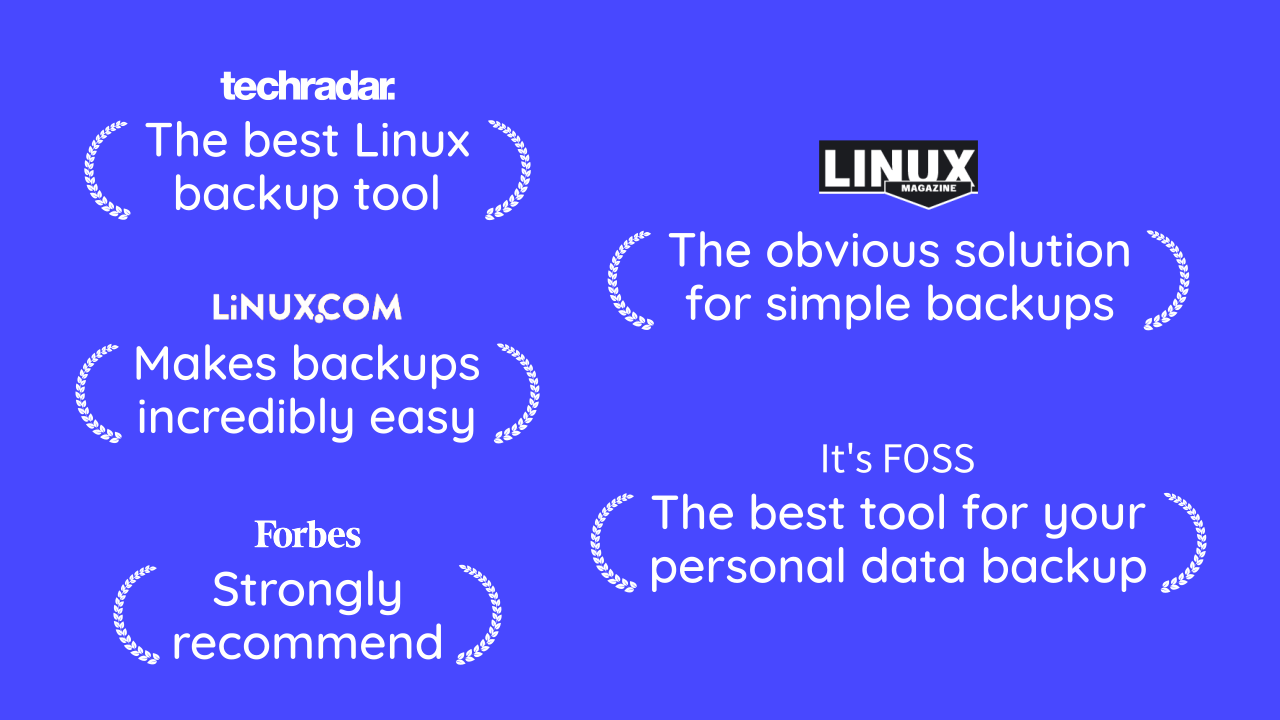 techradar.
The best Linux
backup tool
LiNUX.COM
Makes backups
incredibly easy
Forbes
Strongly
recommend
LINUX
MAGAZINE
The obvious solution
for simple backups
It's FOSS
The best tool for your
personal data backup